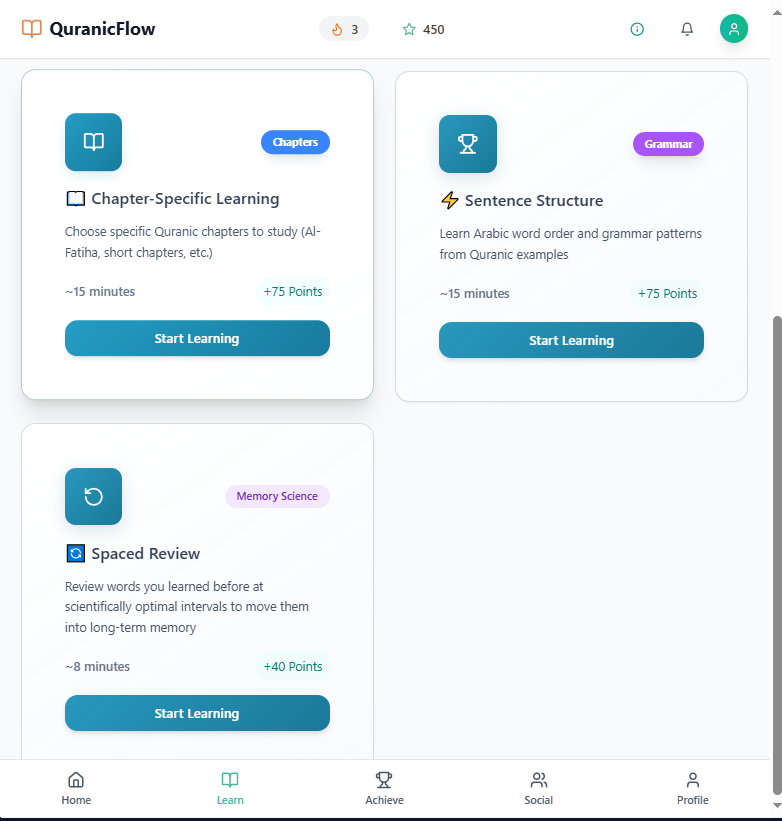 QuranicFlow
3
450
Chapters
📖 Chapter-Specific Learning
Choose specific Quranic chapters to study (Al-
Fatiha, short chapters, etc.)
~15 minutes
+75 Points
Start Learning
Grammar
⚡ Sentence Structure
Learn Arabic word order and grammar patterns
from Quranic examples
~15 minutes
+75 Points
Start Learning
Memory Science
🔄 Spaced Review
Review words you learned before at
scientifically optimal intervals to move them
into long-term memory
~8 minutes
+40 Points
Start Learning
Home
Learn
Achieve
Social
Profile